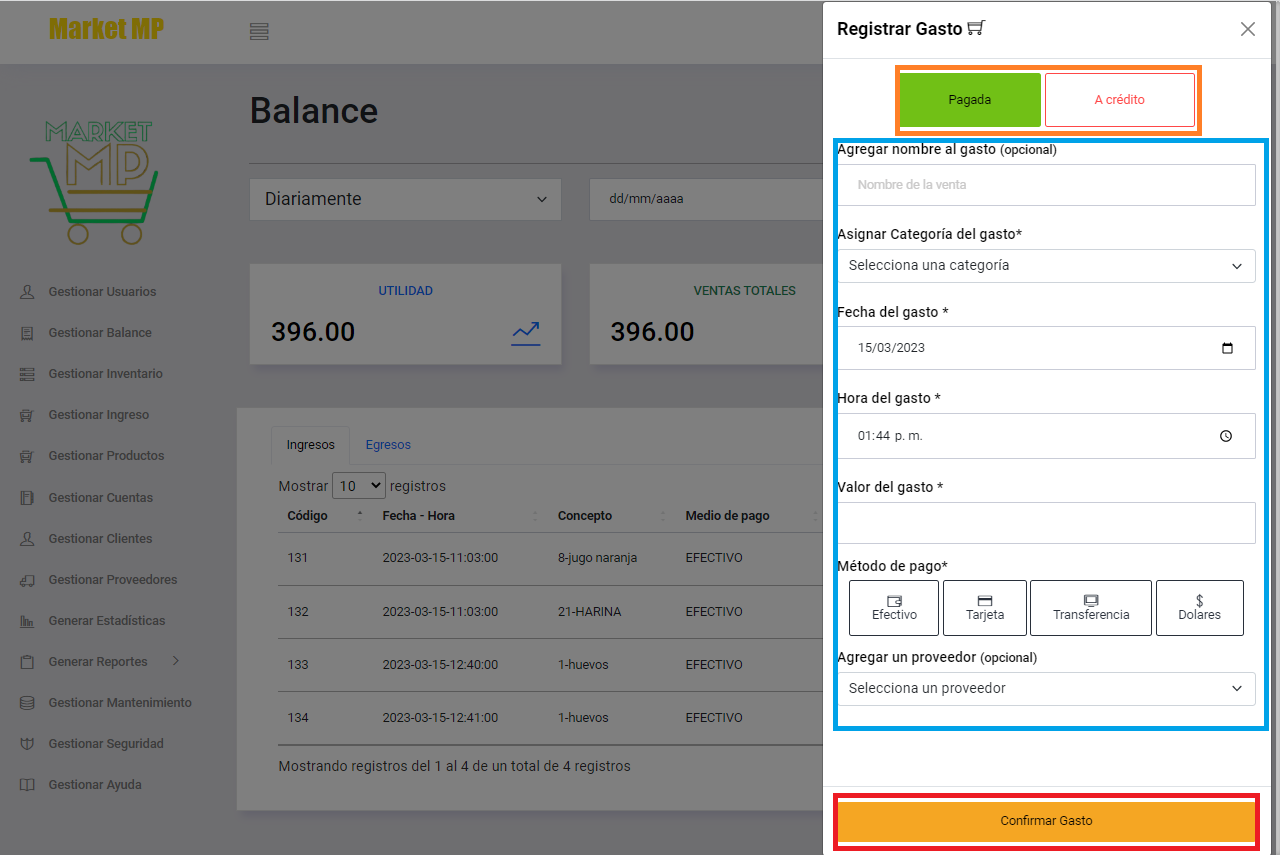 Market MP
MARKET
MP
Gestionar Usuarios
Gestionar Balance
Gestionar Inventario
Gestionar Ingreso
Gestionar Productos
Gestionar Cuentas
Gestionar Clientes
Gestionar Proveedores
Generar Estadísticas
Generar Reportes
Gestionar Mantenimiento
Gestionar Seguridad
Gestionar Ayuda
Balance
Diariamente
dd/mm/aaaa
UTILIDAD
396.00
VENTAS TOTALES
396.00
Ingresos Egresos
Mostrar 10 registros
Código Fecha - Hora Concepto Medio de pago
131 2023-03-15-11:03:00 8-jugo naranja EFECTIVO
132 2023-03-15-11:03:00 21-HARINA EFECTIVO
133 2023-03-15-12:40:00 1-huevos EFECTIVO
134 2023-03-15-12:41:00 1-huevos EFECTIVO
Mostrando registros del 1 al 4 de un total de 4 registros
Registrar Gasto
Pagada A crédito
Agregar nombre al gasto (opcional)
Nombre de la venta
Asignar Categoría del gasto*
Selecciona una categoría
Fecha del gasto *
15/03/2023
Hora del gasto *
01:44 p. m.
Valor del gasto *
Método de pago*
Efectivo Tarjeta Transferencia Dolares
Agregar un proveedor (opcional)
Selecciona un proveedor
Confirmar Gasto